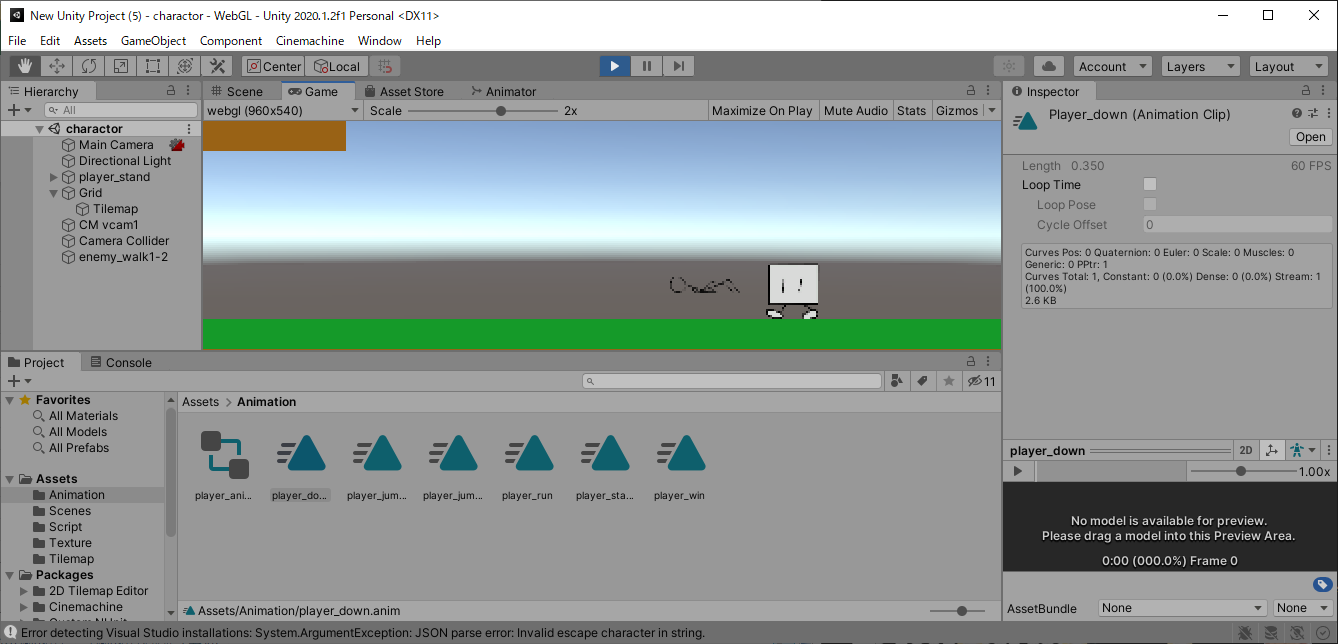 New Unity Project (5) - charactor - WebGL - Unity 2020.1.2f1 Personal <DX11>
File Edit Assets GameObject Component Cinemachine Window Help
Center Local Account Layers Layout
Hierarchy Scene Game Asset Store Animator Inspector
All webgl (960x540) Scale 2x Maximize On Play Mute Audio Stats Gizmos
charactor
Main Camera
Directional Light
player_stand
Grid
Tilemap
CM vcam1
Camera Collider
enemy_walk1-2
Player_down (Animation Clip)
Open
Length 0.350 60 FPS
Loop Time
Loop Pose
Cycle Offset 0
Curves Pos: 0 Quaternion: 0 Euler: 0 Scale: 0 Muscles: 0
Generic: 0 PPtr: 1
Curves Total: 1, Constant: 0 (0.0%) Dense: 0 (0.0%) Stream: 1
(100.0%)
2.6 KB
Project Console
11
Favorites
All Materials
All Models
All Prefabs
Assets
Animation
Scenes
Script
Texture
Tilemap
Packages
2D Tilemap Editor
Cinemachine
Custom NUnit
Assets > Animation
player_ani... player_do... player_jum... player_jum... player_run player_sta... player_win
Assets/Animation/player_down.anim
player_down 2D
1.00x
No model is available for preview.
Please drag a model into this Preview Area.
0:00 (000.0%) Frame 0
AssetBundle None None
Error detecting Visual Studio installations: System.ArgumentException: JSON parse error: Invalid escape character in string.